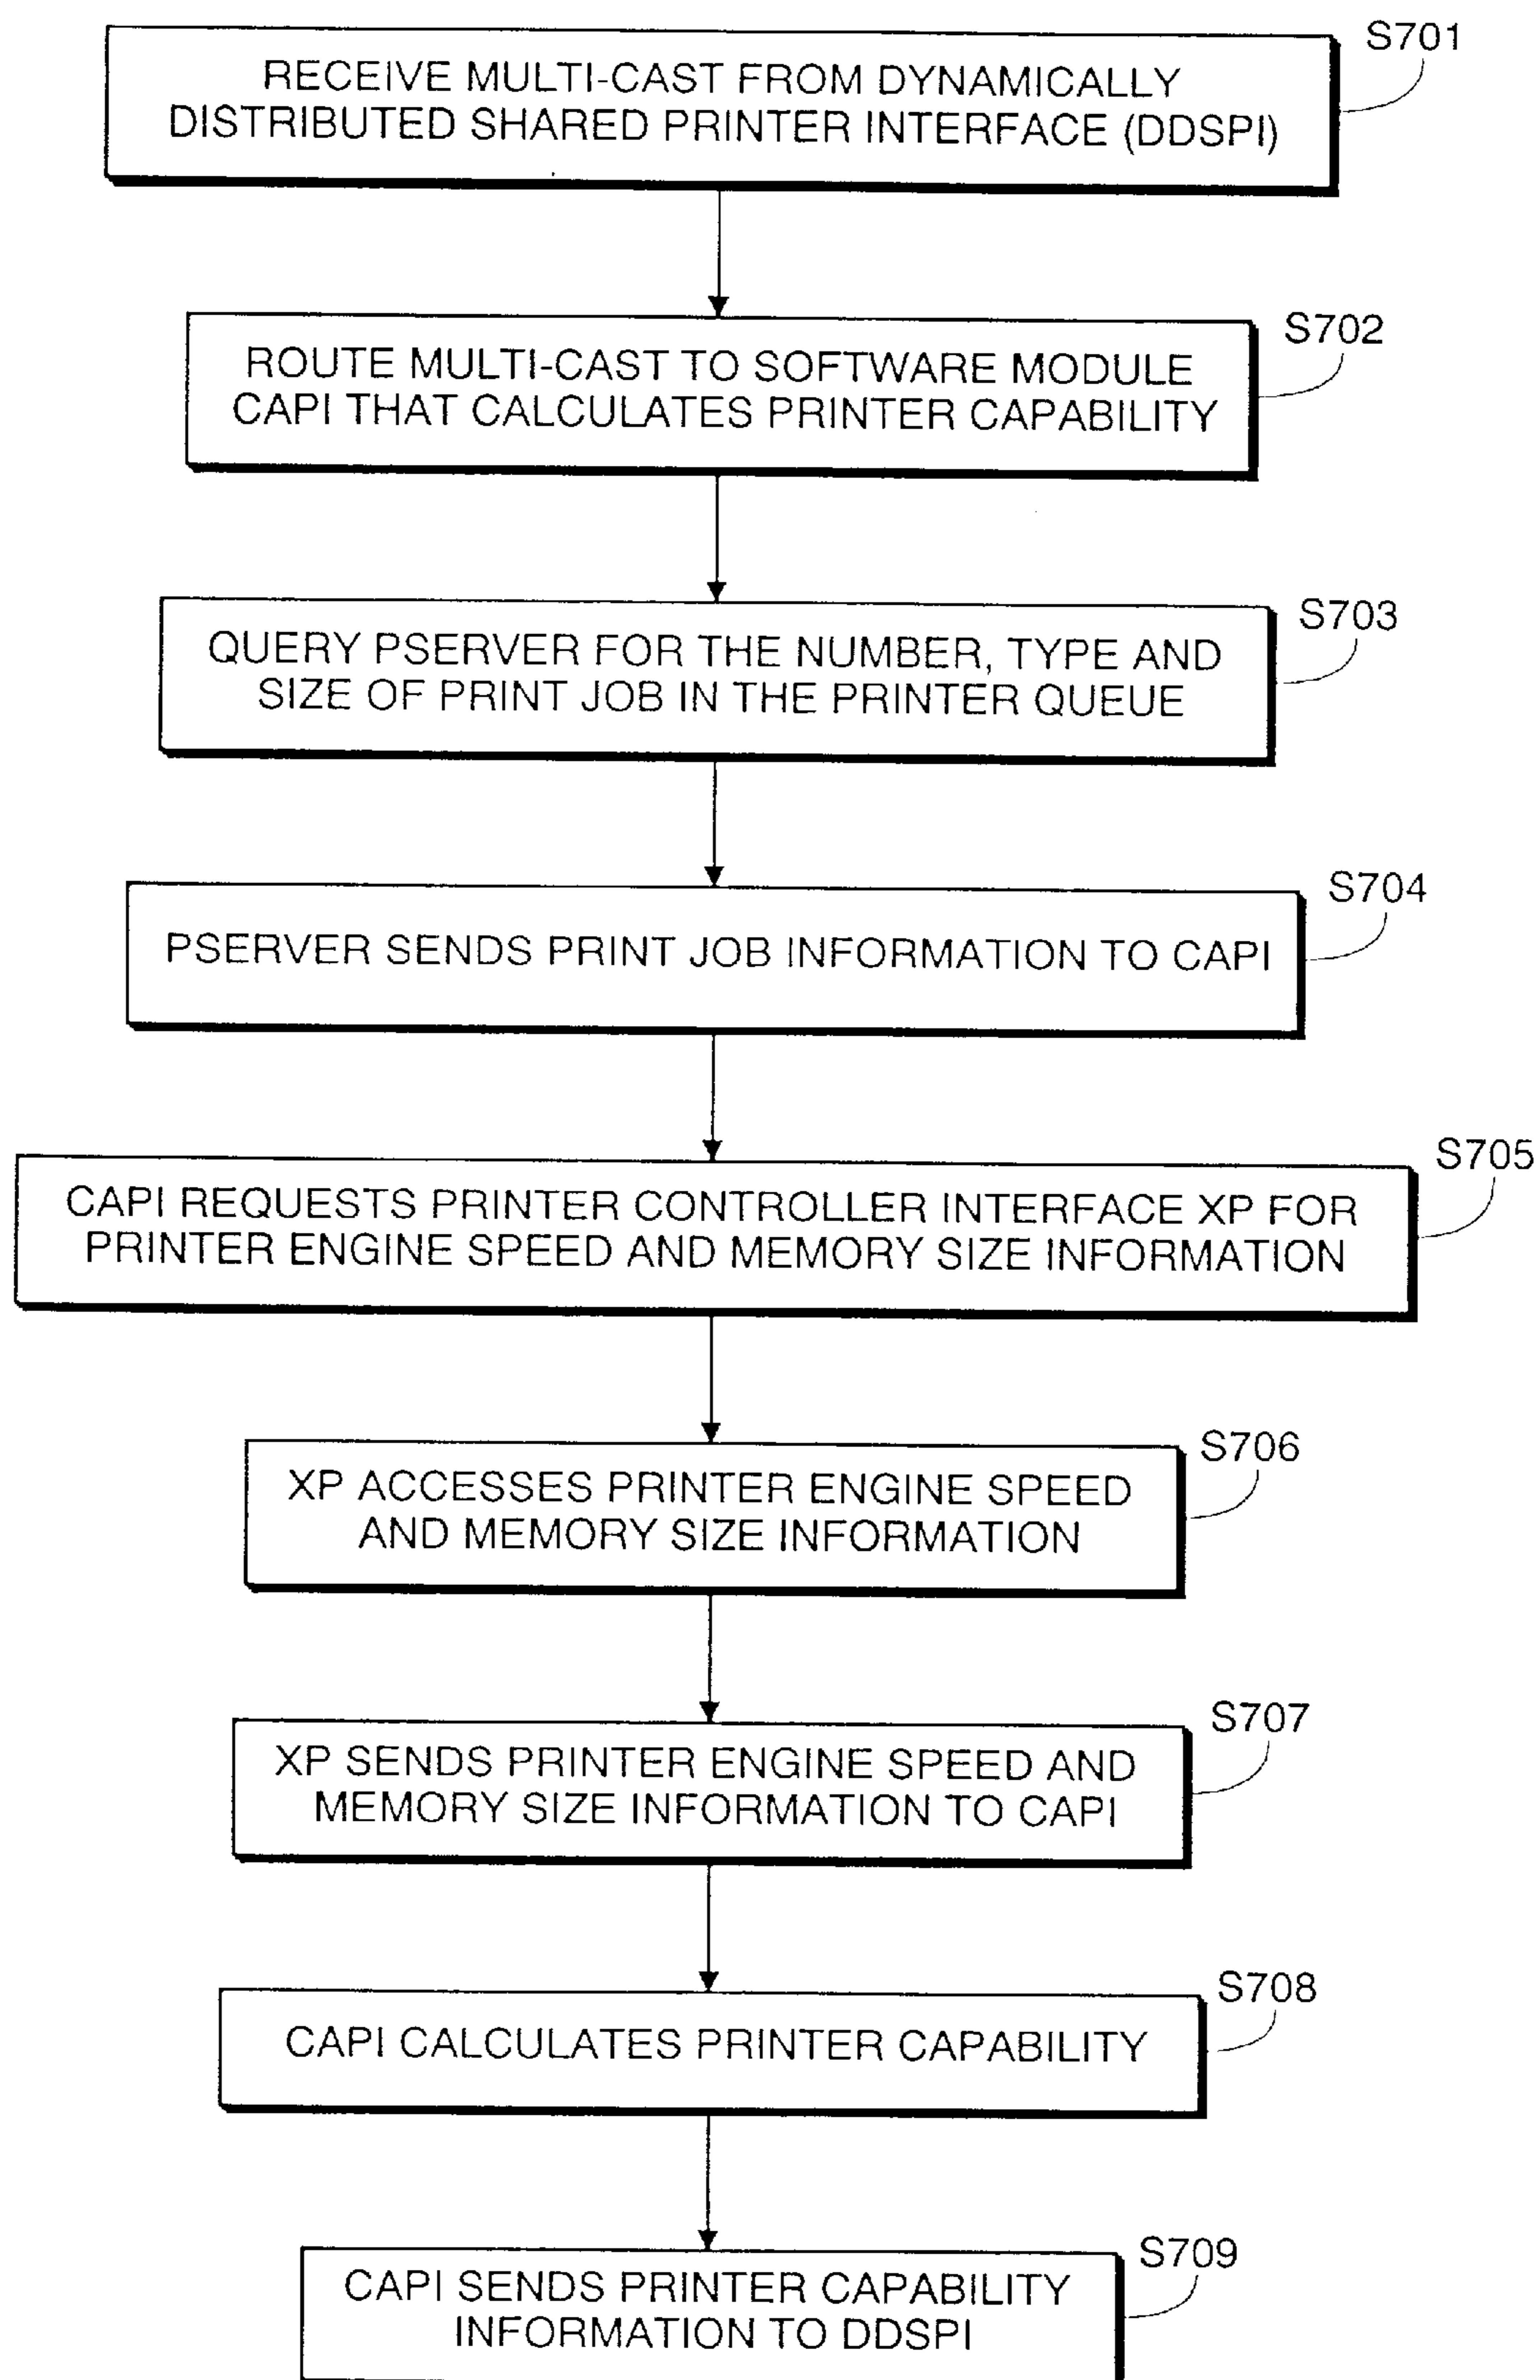 S701
RECEIVE MULTI-CAST FROM DYNAMICALLY
DISTRIBUTED SHARED PRINTER INTERFACE (DDSPI)
S702
ROUTE MULTI-CAST TO SOFTWARE MODULE
CAPI THAT CALCULATES PRINTER CAPABILITY
S703
QUERY PSERVER FOR THE NUMBER, TYPE AND
SIZE OF PRINT JOB IN THE PRINTER QUEUE
S704
PSERVER SENDS PRINT JOB INFORMATION TO CAPI
S705
CAPI REQUESTS PRINTER CONTROLLER INTERFACE XP FOR
PRINTER ENGINE SPEED AND MEMORY SIZE INFORMATION
S706
XP ACCESSES PRINTER ENGINE SPEED
AND MEMORY SIZE INFORMATION
S707
XP SENDS PRINTER ENGINE SPEED AND
MEMORY SIZE INFORMATION TO CAPI
S708
CAPI CALCULATES PRINTER CAPABILITY
S709
CAPI SENDS PRINTER CAPABILITY
INFORMATION TO DDSPI